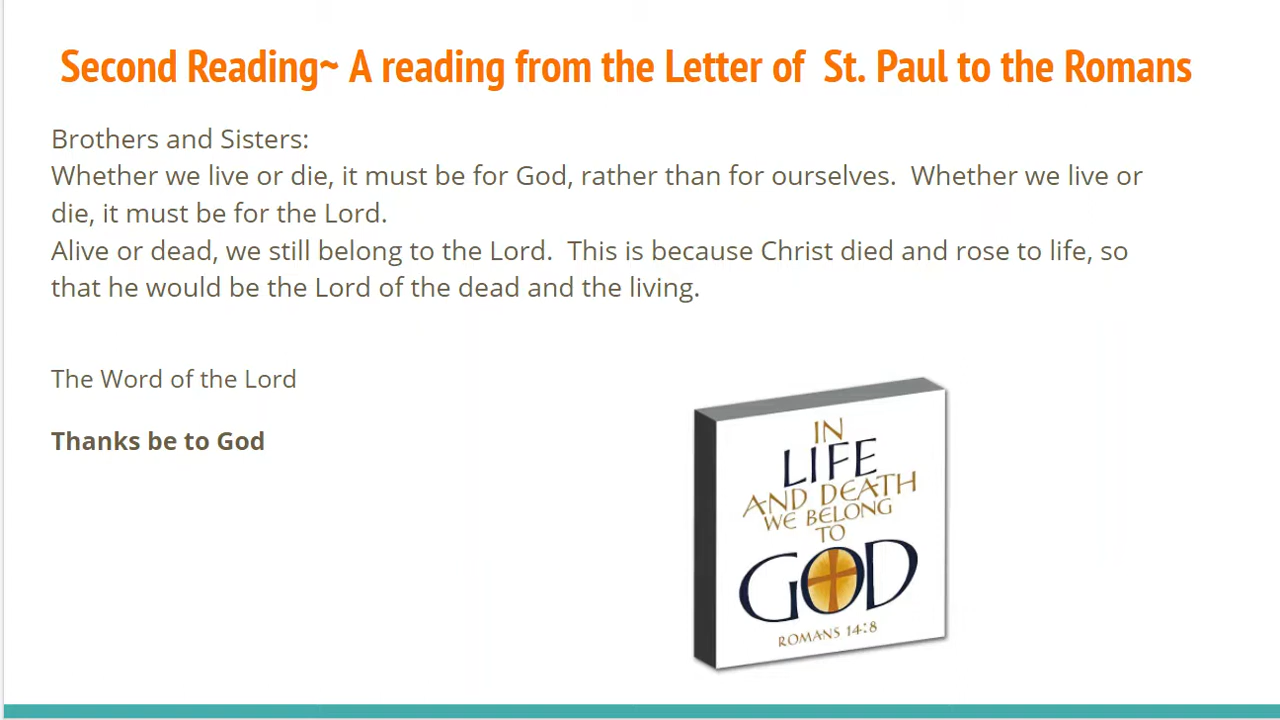 Second Reading~ A reading from the Letter of  St. Paul to the Romans
Brothers and Sisters:
Whether we live or die, it must be for God, rather than for ourselves.  Whether we live or
die, it must be for the Lord.
Alive or dead, we still belong to the Lord.  This is because Christ died and rose to life, so
that he would be the Lord of the dead and the living.
The Word of the Lord
Thanks be to God
IN
LIFE
AND DEATH
WE BELONG
TO
GOD
ROMANS 14:8